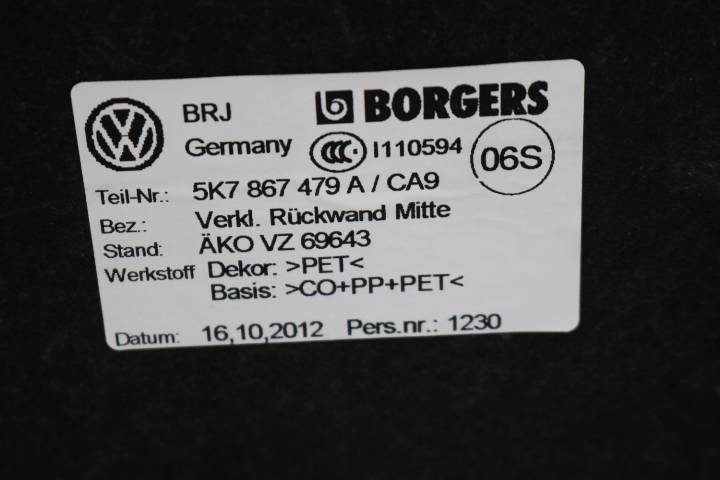 BRJ BORGERS
Germany CCC I110594 06S
Teil-Nr.: 5K7 867 479 A / CA9
Bez.: Verkl. Rückwand Mitte
Stand: ÄKO VZ 69643
Werkstoff Dekor: >PET<
Basis: >CO+PP+PET<
Datum: 16,10,2012 Pers.nr.: 1230